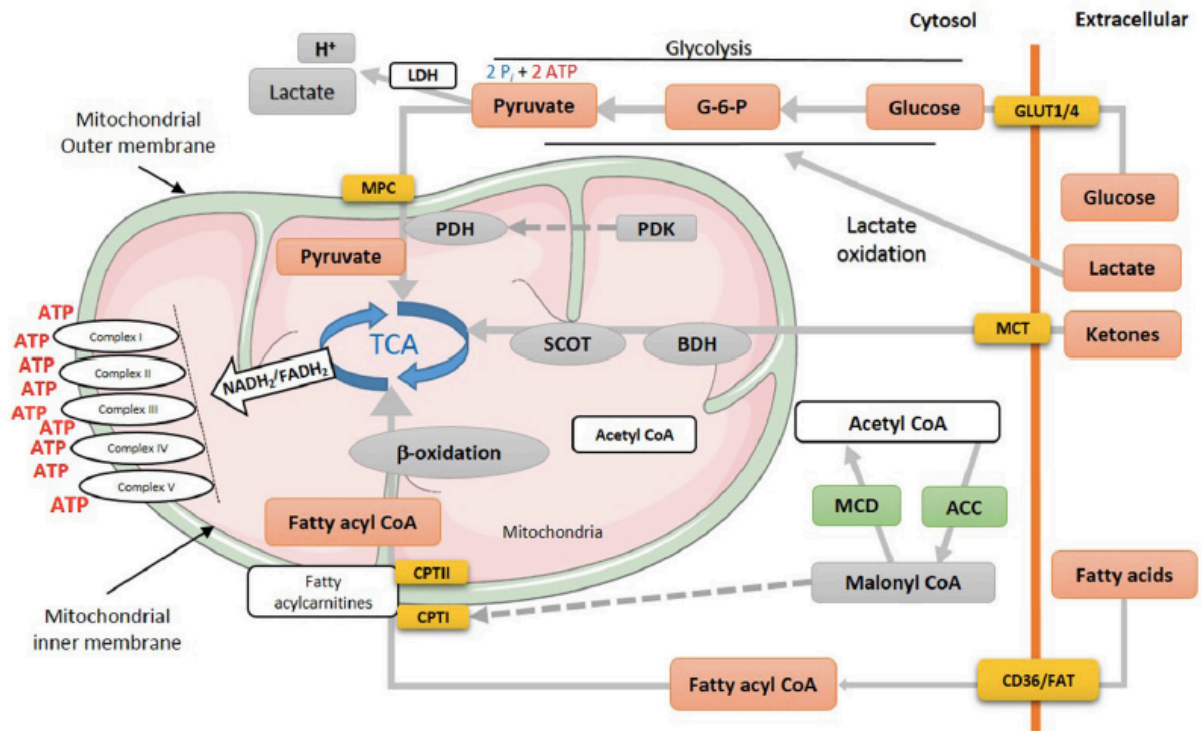 Cytosol
Extracellular
Glycolysis
H⁺
LDH
2 Pᵢ + 2 ATP
Lactate
Pyruvate
G-6-P
Glucose
GLUT1/4
Mitochondrial
Outer membrane
MPC
Glucose
PDH
PDK
Lactate
oxidation
Pyruvate
Lactate
ATP
Complex I
ATP
TCA
SCOT
BDH
MCT
Ketones
ATP
Complex II
NADH₂/FADH₂
ATP
Complex III
ATP
ATP
Acetyl CoA
Acetyl CoA
Complex IV
ATP
β-oxidation
ATP
Complex V
ATP
MCD
ACC
Fatty acyl CoA
Mitochondria
CPTII
Malonyl CoA
Fatty acids
Fatty
acylcarnitines
CPTI
Mitochondrial
inner membrane
Fatty acyl CoA
CD36/FAT